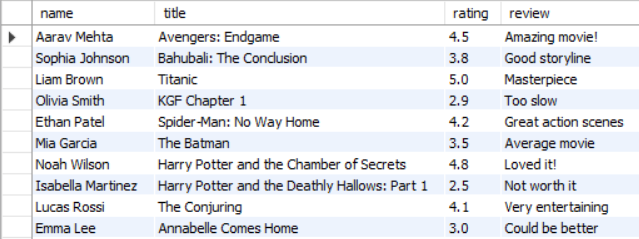 name title rating review
Aarav Mehta Avengers: Endgame 4.5 Amazing movie!
Sophia Johnson Bahubali: The Conclusion 3.8 Good storyline
Liam Brown Titanic 5.0 Masterpiece
Olivia Smith KGF Chapter 1 2.9 Too slow
Ethan Patel Spider-Man: No Way Home 4.2 Great action scenes
Mia Garcia The Batman 3.5 Average movie
Noah Wilson Harry Potter and the Chamber of Secrets 4.8 Loved it!
Isabella Martinez Harry Potter and the Deathly Hallows: Part 1 2.5 Not worth it
Lucas Rossi The Conjuring 4.1 Very entertaining
Emma Lee Annabelle Comes Home 3.0 Could be better